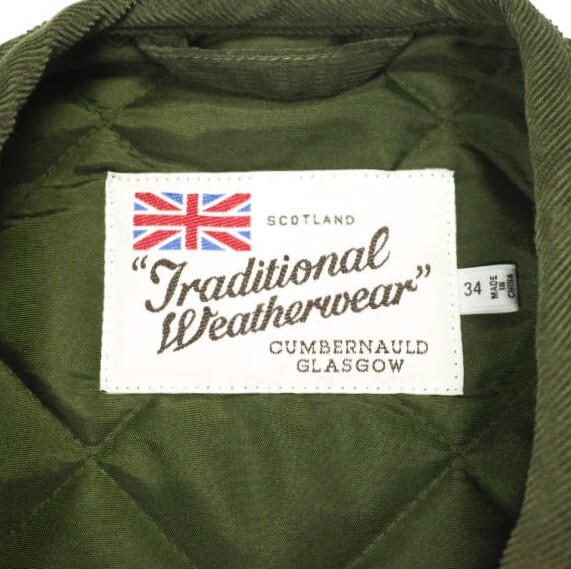 SCOTLAND
"Traditional
Weatherwear"
CUMBERNAULD
GLASGOW
34
MADE
IN
CHINA